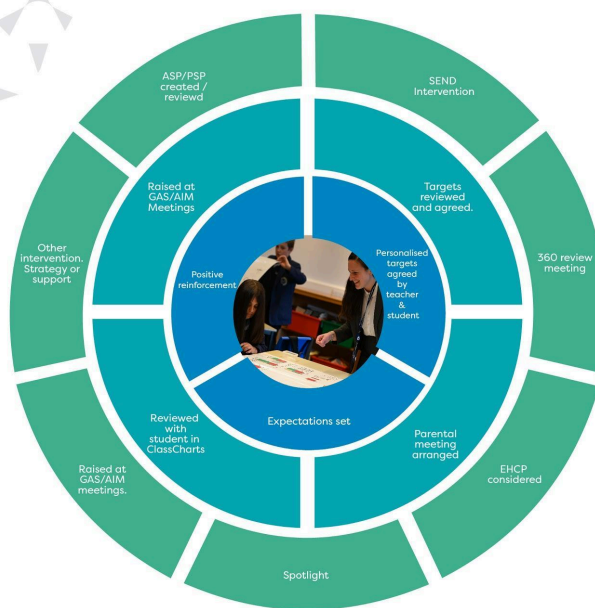 ASP/PSP
created /
reviewd
SEND
Intervention
Raised at
GAS/AIM
Meetings
Targets
reviewed
and agreed.
Other
intervention.
Strategy or
support
Positive
reinforcement
Personalised
targets
agreed
by
teacher
&
student
360 review
meeting
Reviewed
with
student in
ClassCharts
Expectations set
Parental
meeting
arranged
Raised at
GAS/AIM
meetings.
EHCP
considered
Spotlight